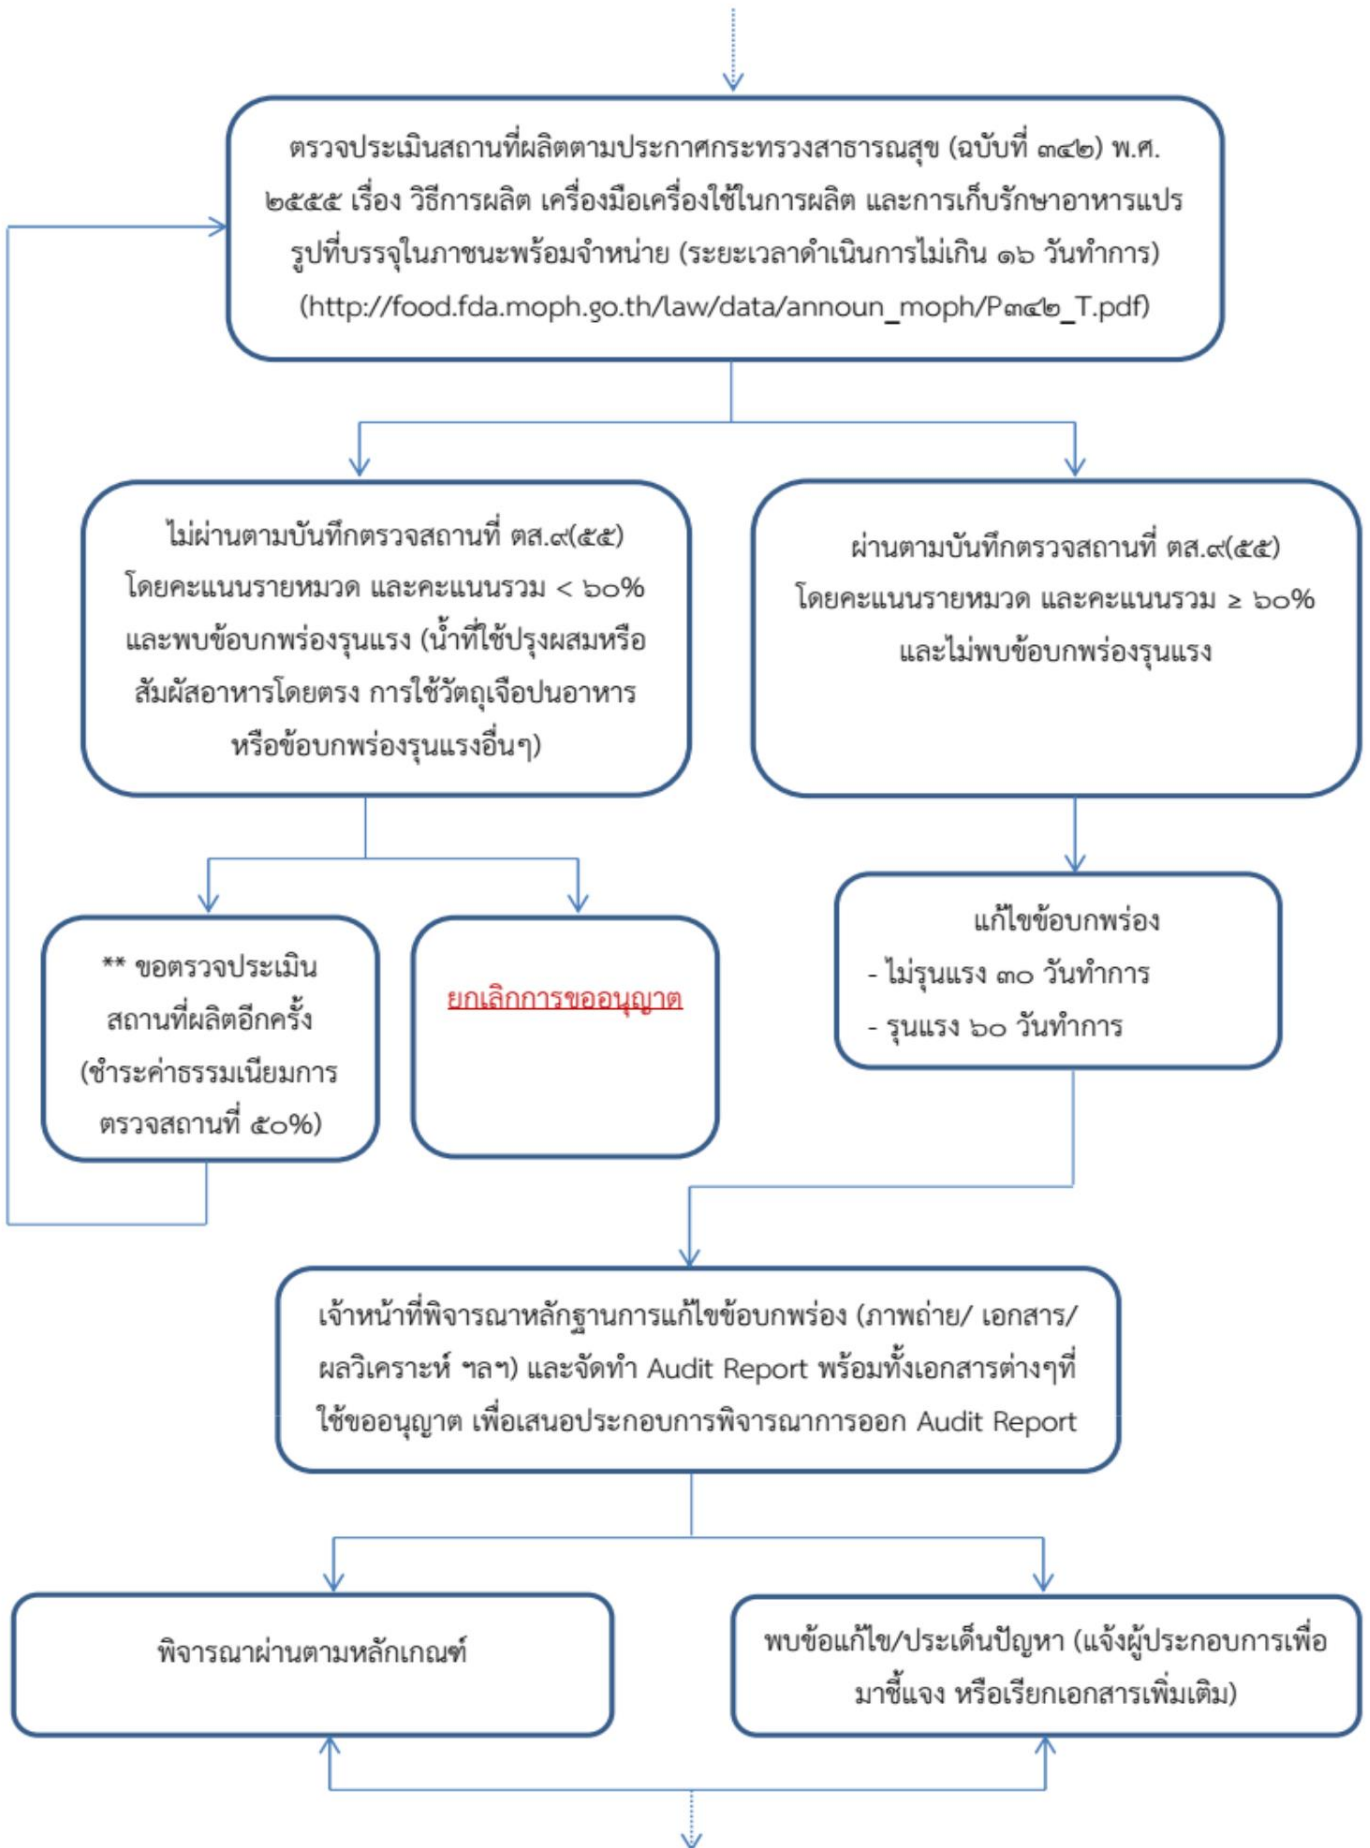 ตรวจประเมินสถานที่ผลิตตามประกาศกระทรวงสาธารณสุข (ฉบับที่ ๓๔๒) พ.ศ.
๒๕๕๕ เรื่อง วิธีการผลิต เครื่องมือเครื่องใช้ในการผลิต และการเก็บรักษาอาหารแปร
รูปที่บรรจุในภาชนะพร้อมจำหน่าย (ระยะเวลาดำเนินการไม่เกิน ๑๖ วันทำการ)
(http://food.fda.moph.go.th/law/data/announ_moph/P๓๔๒_T.pdf)
ไม่ผ่านตามบันทึกตรวจสถานที่ ตส.๙(๕๕)
โดยคะแนนรายหมวด และคะแนนรวม < ๖๐%
และพบข้อบกพร่องรุนแรง (น้ำที่ใช้ปรุงผสมหรือ
สัมผัสอาหารโดยตรง การใช้วัตถุเจือปนอาหาร
หรือข้อบกพร่องรุนแรงอื่นๆ)
ผ่านตามบันทึกตรวจสถานที่ ตส.๙(๕๕)
โดยคะแนนรายหมวด และคะแนนรวม ≥ ๖๐%
และไม่พบข้อบกพร่องรุนแรง
** ขอตรวจประเมิน
สถานที่ผลิตอีกครั้ง
(ชำระค่าธรรมเนียมการ
ตรวจสถานที่ ๕๐%)
ยกเลิกการขออนุญาต
แก้ไขข้อบกพร่อง
- ไม่รุนแรง ๓๐ วันทำการ
- รุนแรง ๖๐ วันทำการ
เจ้าหน้าที่พิจารณาหลักฐานการแก้ไขข้อบกพร่อง (ภาพถ่าย/ เอกสาร/
ผลวิเคราะห์ ฯลฯ) และจัดทำ Audit Report พร้อมทั้งเอกสารต่างๆที่
ใช้ขออนุญาต เพื่อเสนอประกอบการพิจารณาการออก Audit Report
พิจารณาผ่านตามหลักเกณฑ์
พบข้อแก้ไข/ประเด็นปัญหา (แจ้งผู้ประกอบการเพื่อ
มาชี้แจง หรือเรียกเอกสารเพิ่มเติม)